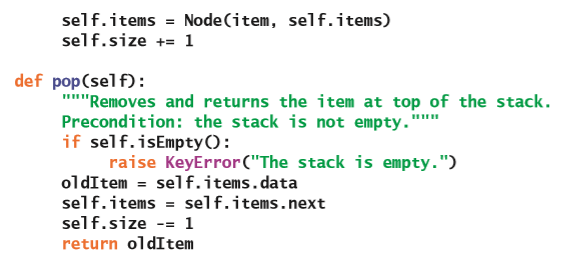 self.items = Node(item, self.items)
self.size += 1
def pop(self):
"""Removes and returns the item at top of the stack.
Precondition: the stack is not empty."""
if self.isEmpty():
raise KeyError("The stack is empty.")
oldItem = self.items.data
self.items = self.items.next
self.size -= 1
return oldItem